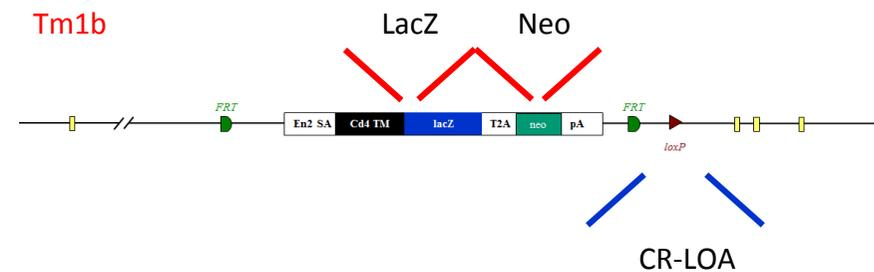 Tm1b
LacZ Neo
FRT FRT
En2 SA Cd4 TM lacZ T2A neo pA
loxP
CR-LOA